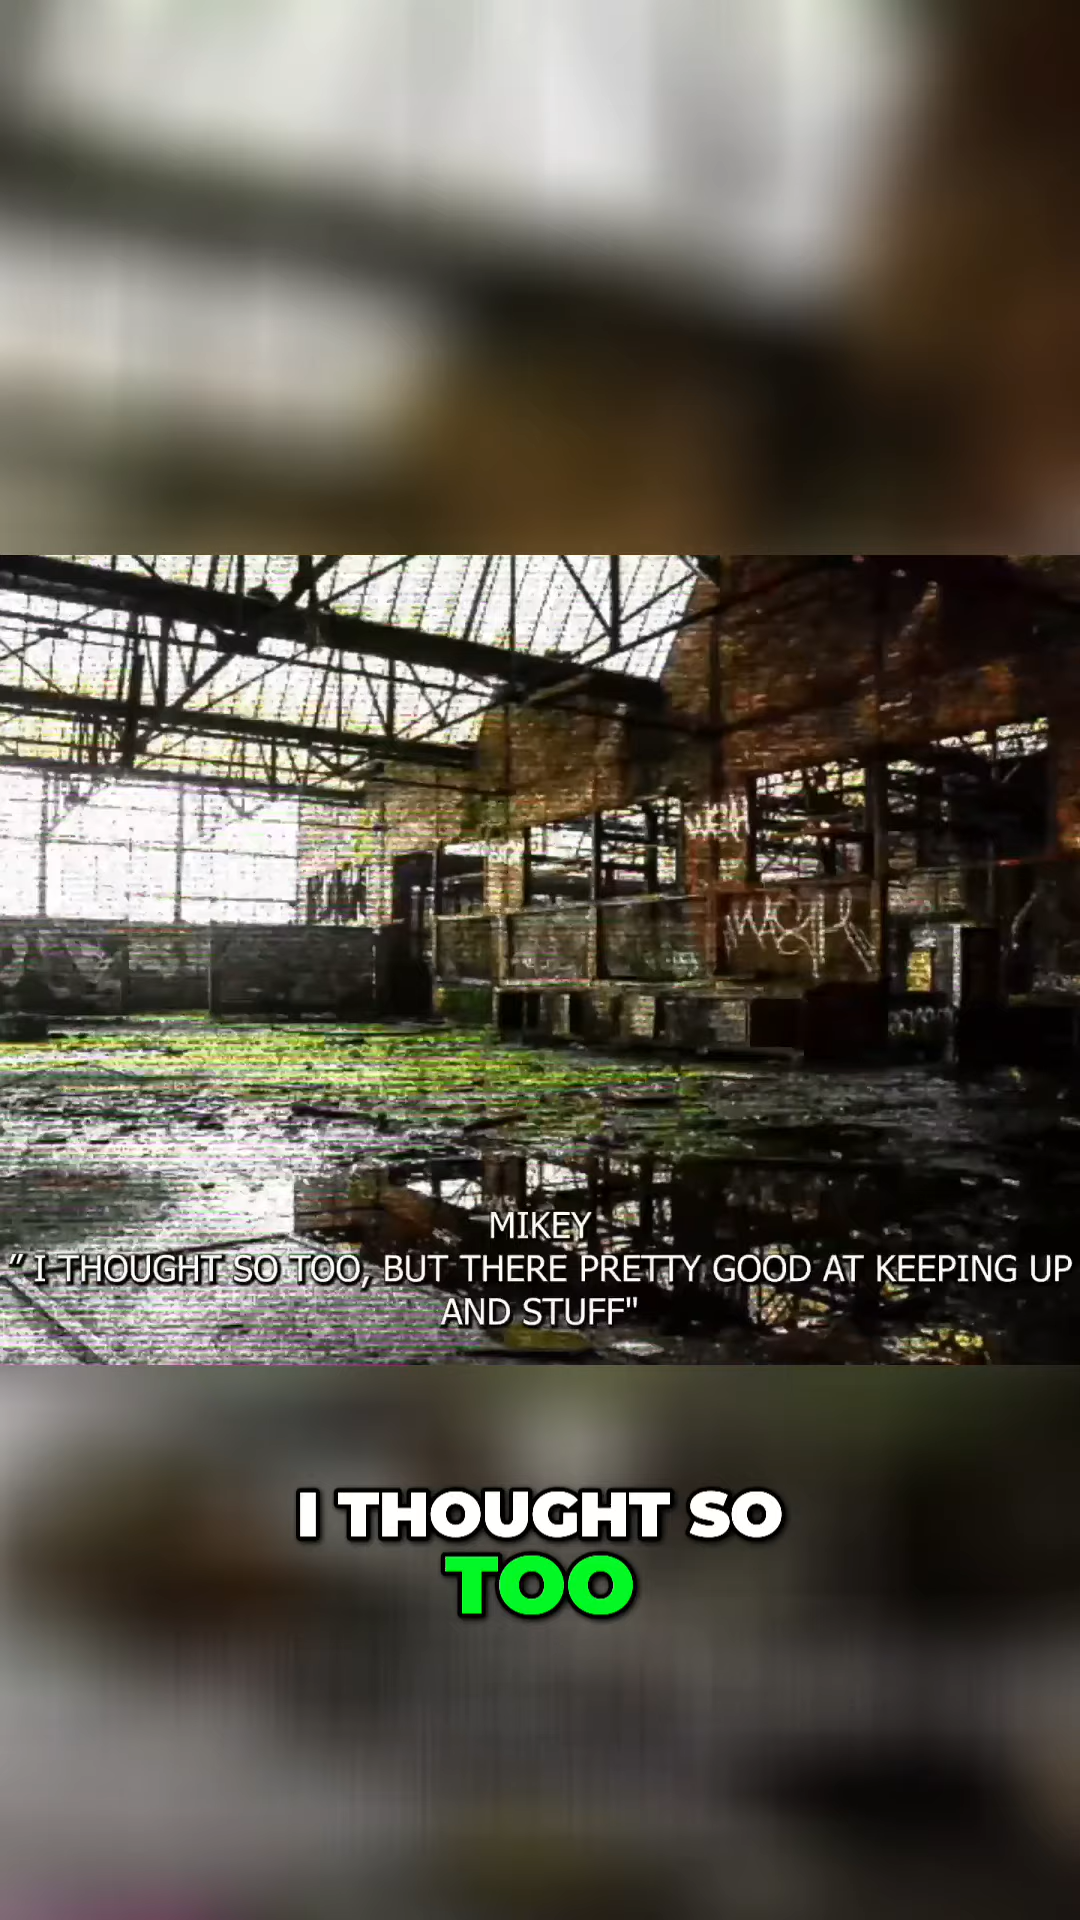 MIKEY
" I THOUGHT SO TOO, BUT THERE PRETTY GOOD AT KEEPING UP
AND STUFF"
I THOUGHT SO
TOO